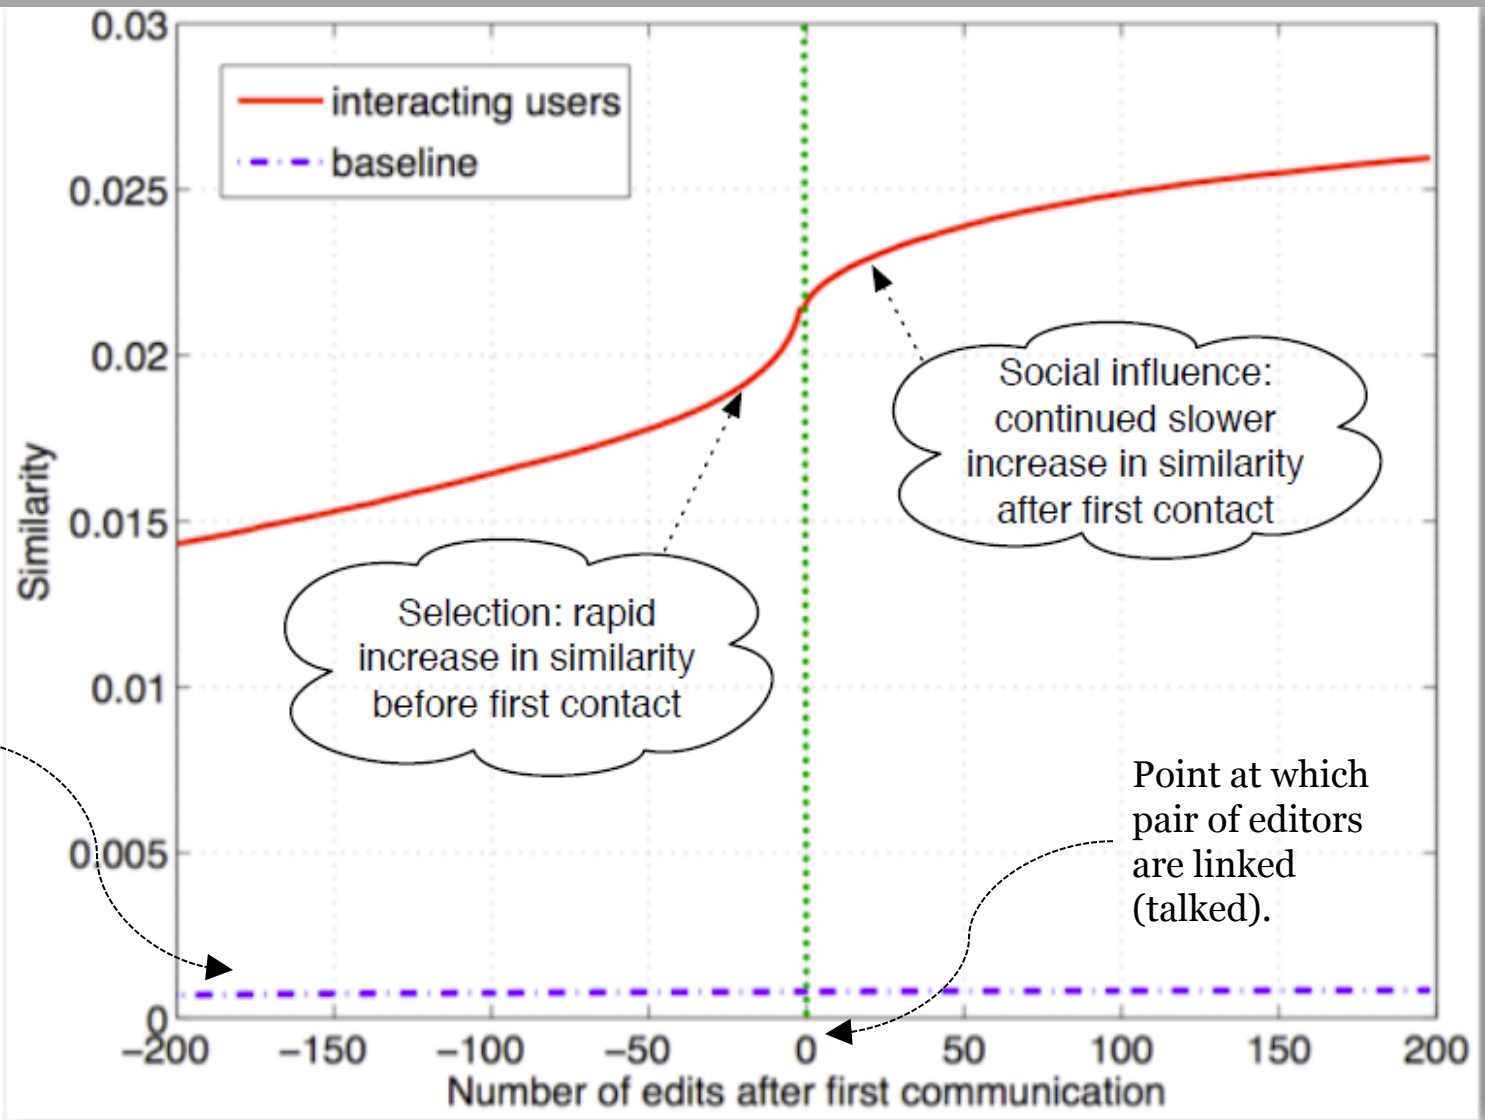 0.03
interacting users
baseline
0.025
0.02
0.015
0.01
0.005
0
Similarity
Social influence:
continued slower
increase in similarity
after first contact
Selection: rapid
increase in similarity
before first contact
Point at which
pair of editors
are linked
(talked).
−200 −150 −100 −50 0 50 100 150 200
Number of edits after first communication